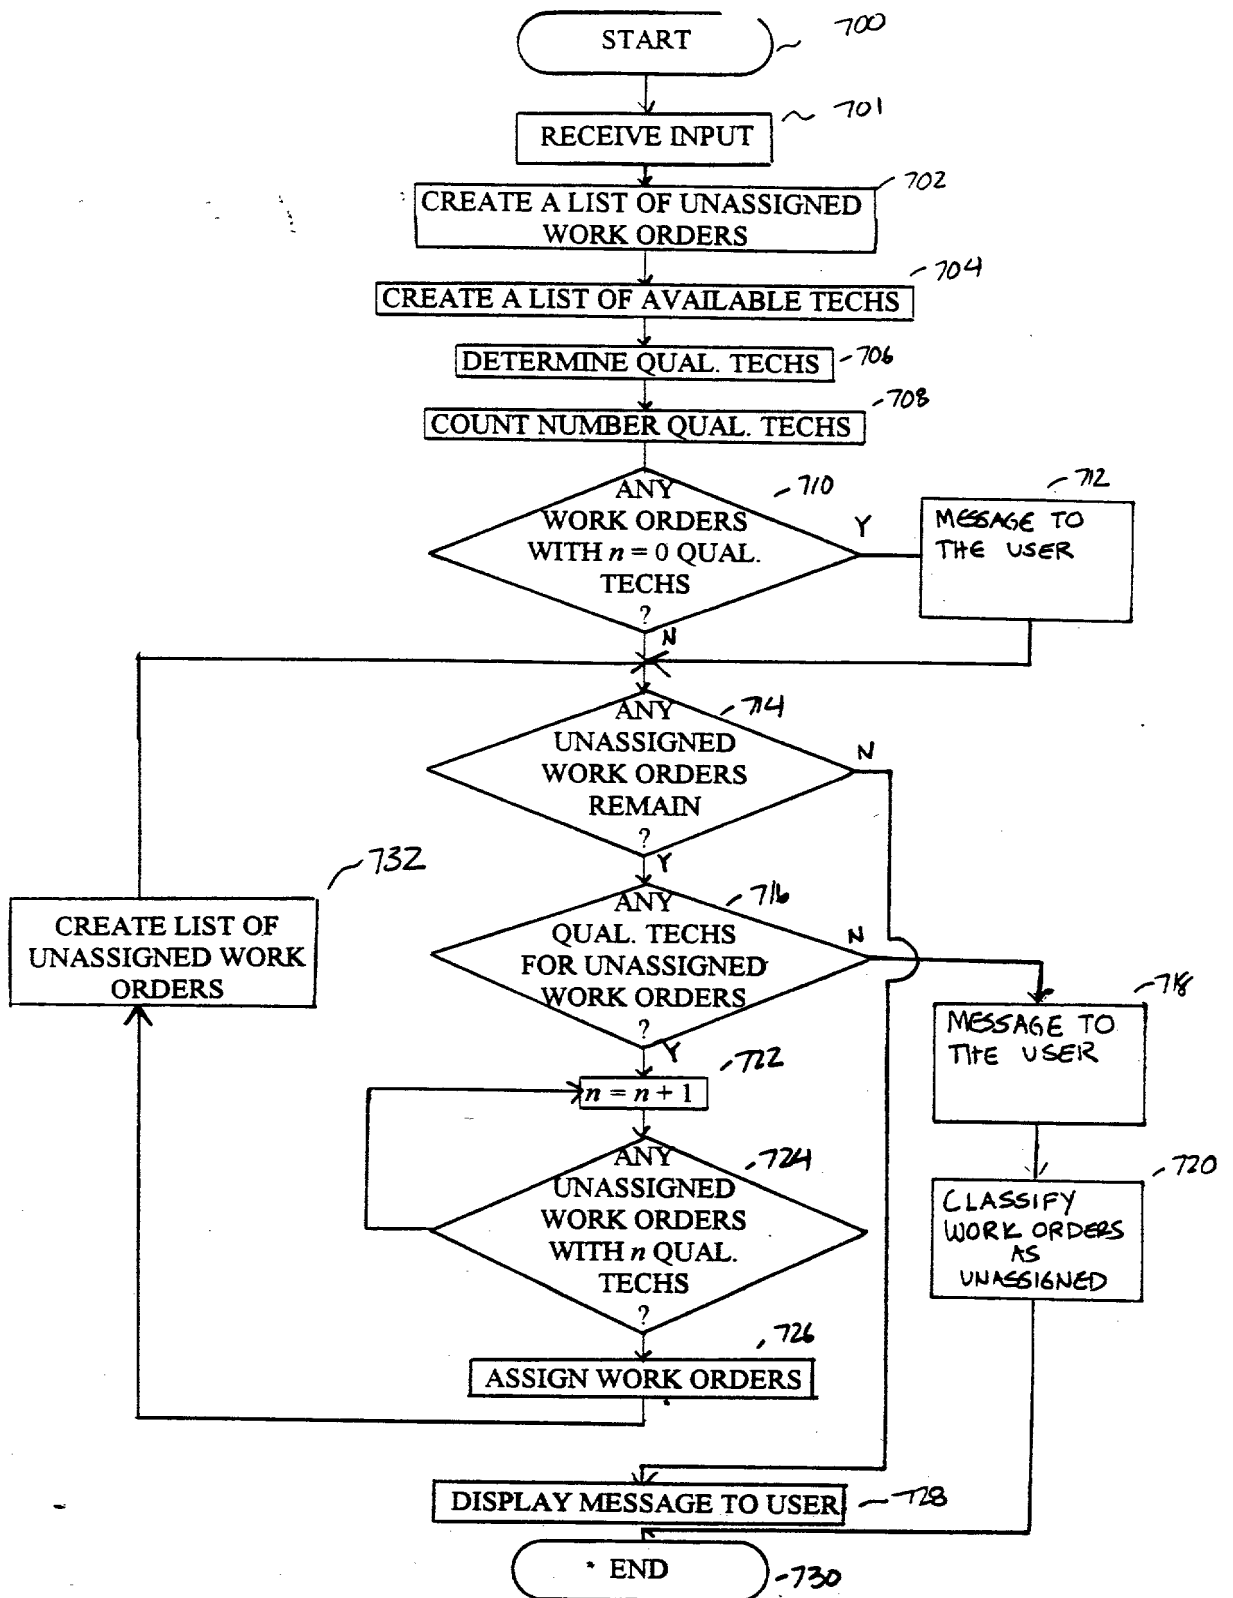 START
700
RECEIVE INPUT
701
CREATE A LIST OF UNASSIGNED
WORK ORDERS
702
CREATE A LIST OF AVAILABLE TECHS
704
DETERMINE QUAL. TECHS
706
COUNT NUMBER QUAL. TECHS
708
ANY
WORK ORDERS
WITH n = 0 QUAL.
TECHS
?
710
Y
N
MESSAGE TO
THE USER
712
ANY
UNASSIGNED
WORK ORDERS
REMAIN
?
714
N
Y
CREATE LIST OF
UNASSIGNED WORK
ORDERS
732
ANY
QUAL. TECHS
FOR UNASSIGNED
WORK ORDERS
?
716
N
Y
MESSAGE TO
THE USER
718
n = n + 1
722
ANY
UNASSIGNED
WORK ORDERS
WITH n QUAL.
TECHS
?
724
CLASSIFY
WORK ORDERS
AS
UNASSIGNED
720
ASSIGN WORK ORDERS
726
DISPLAY MESSAGE TO USER
728
END
730